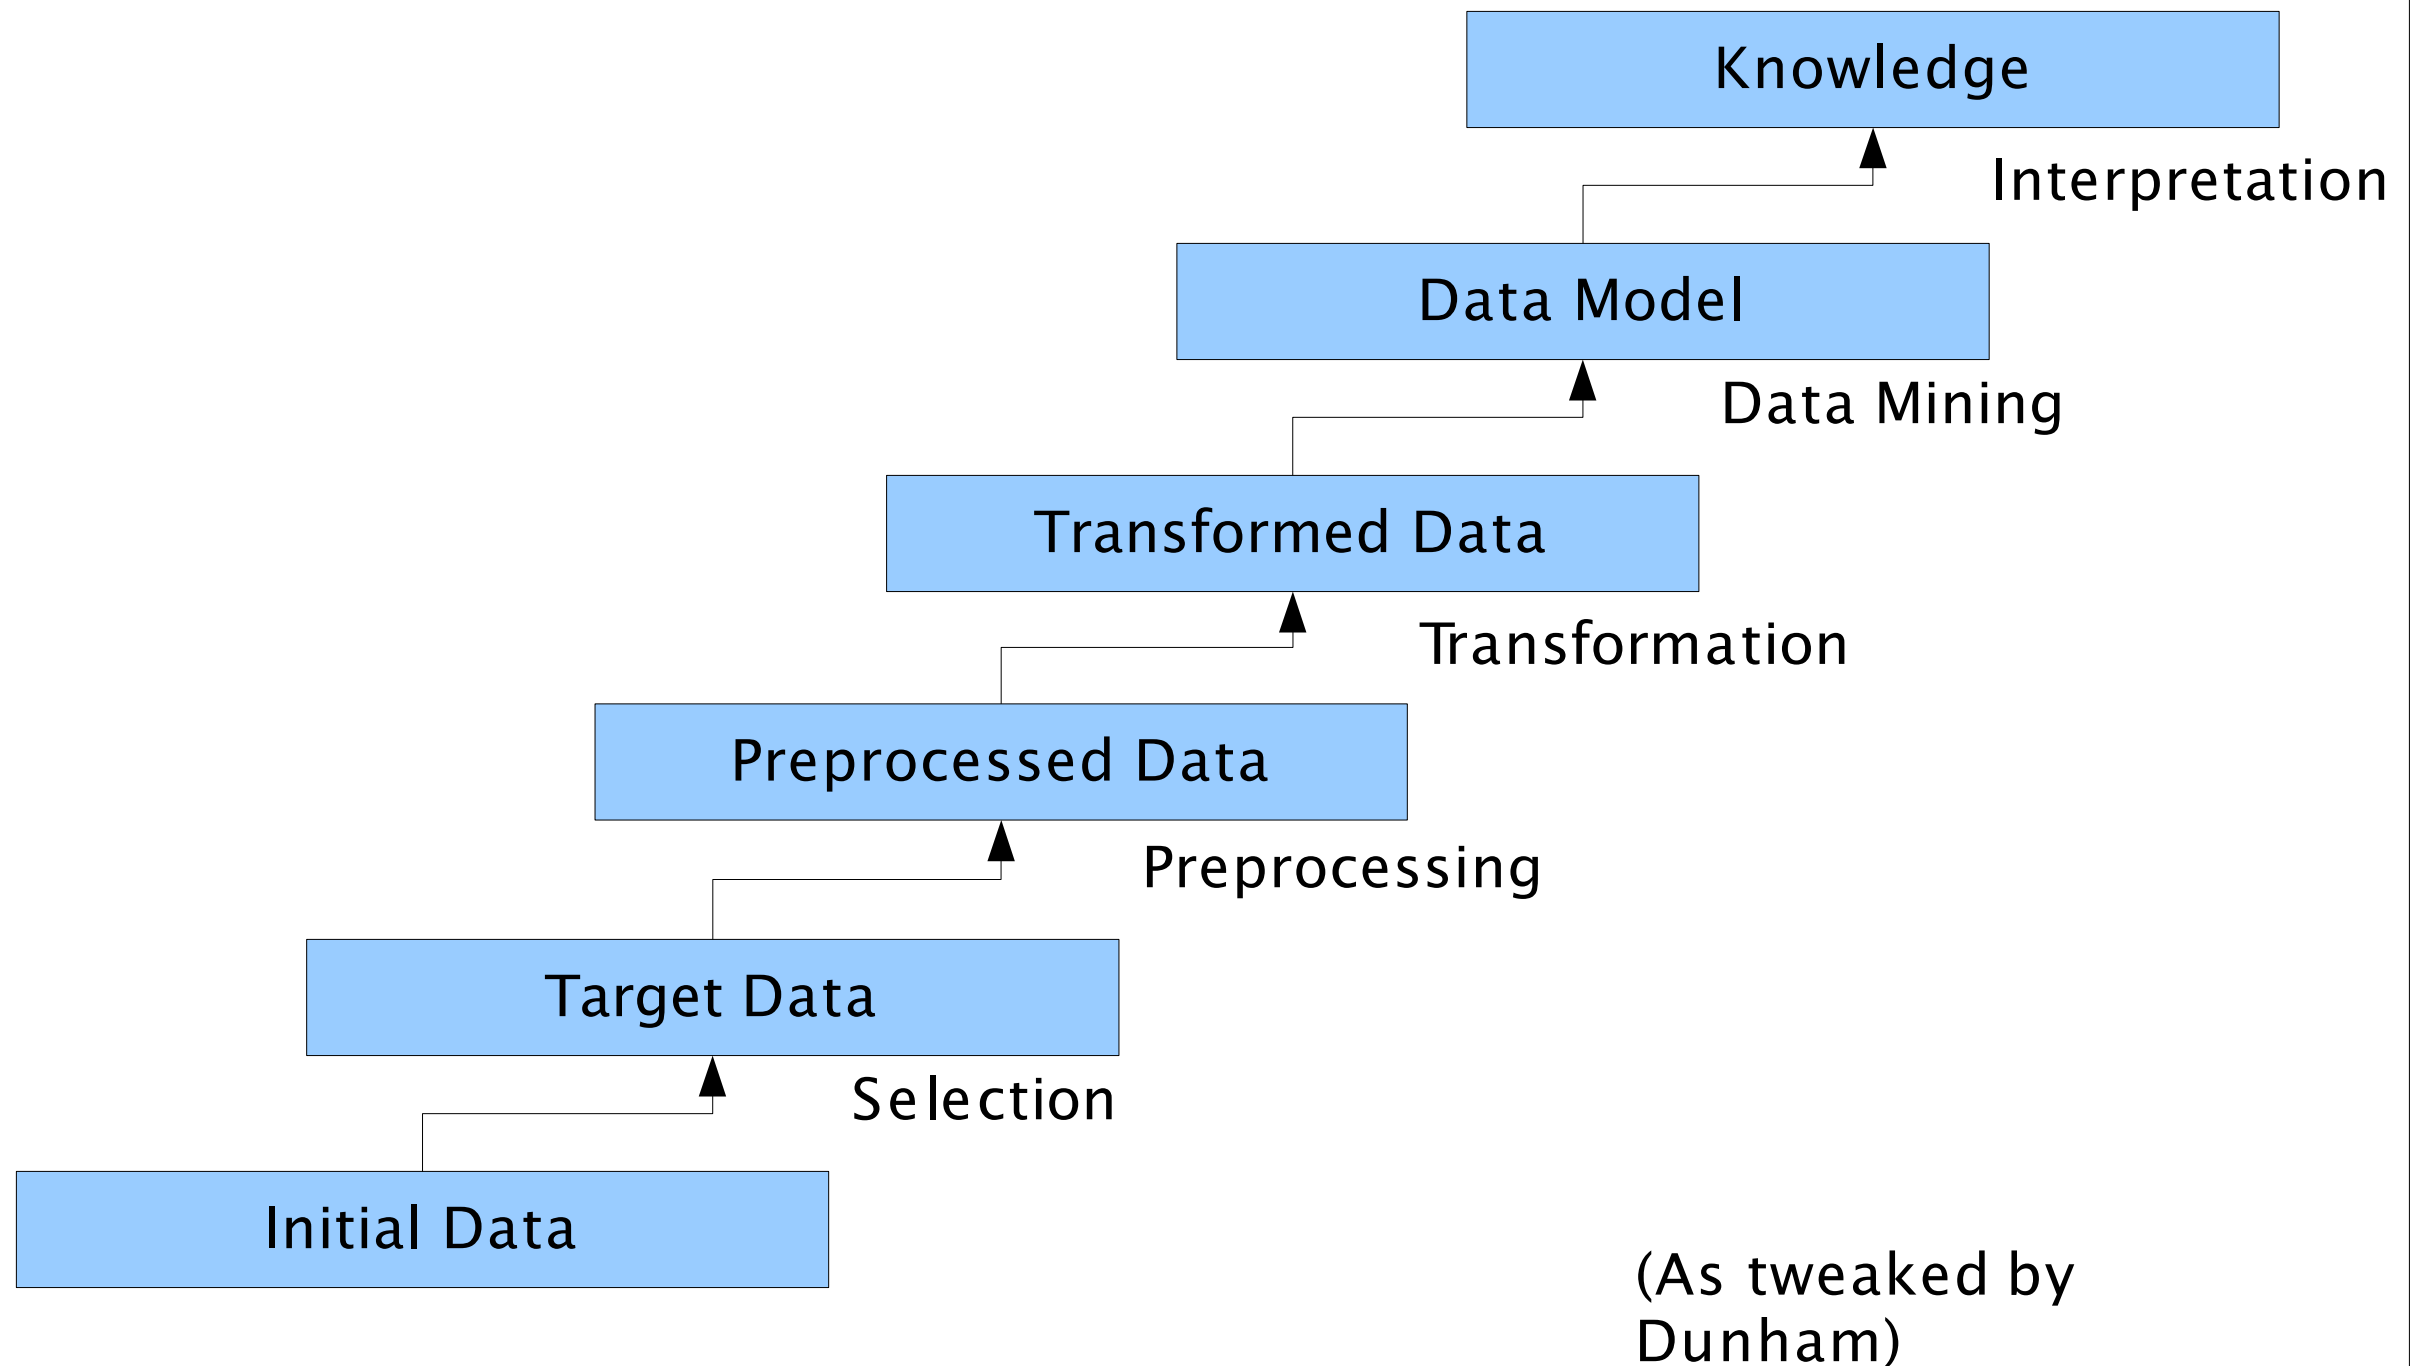 Knowledge
Interpretation
Data Model
Data Mining
Transformed Data
Transformation
Preprocessed Data
Preprocessing
Target Data
Selection
Initial Data
(As tweaked by
Dunham)